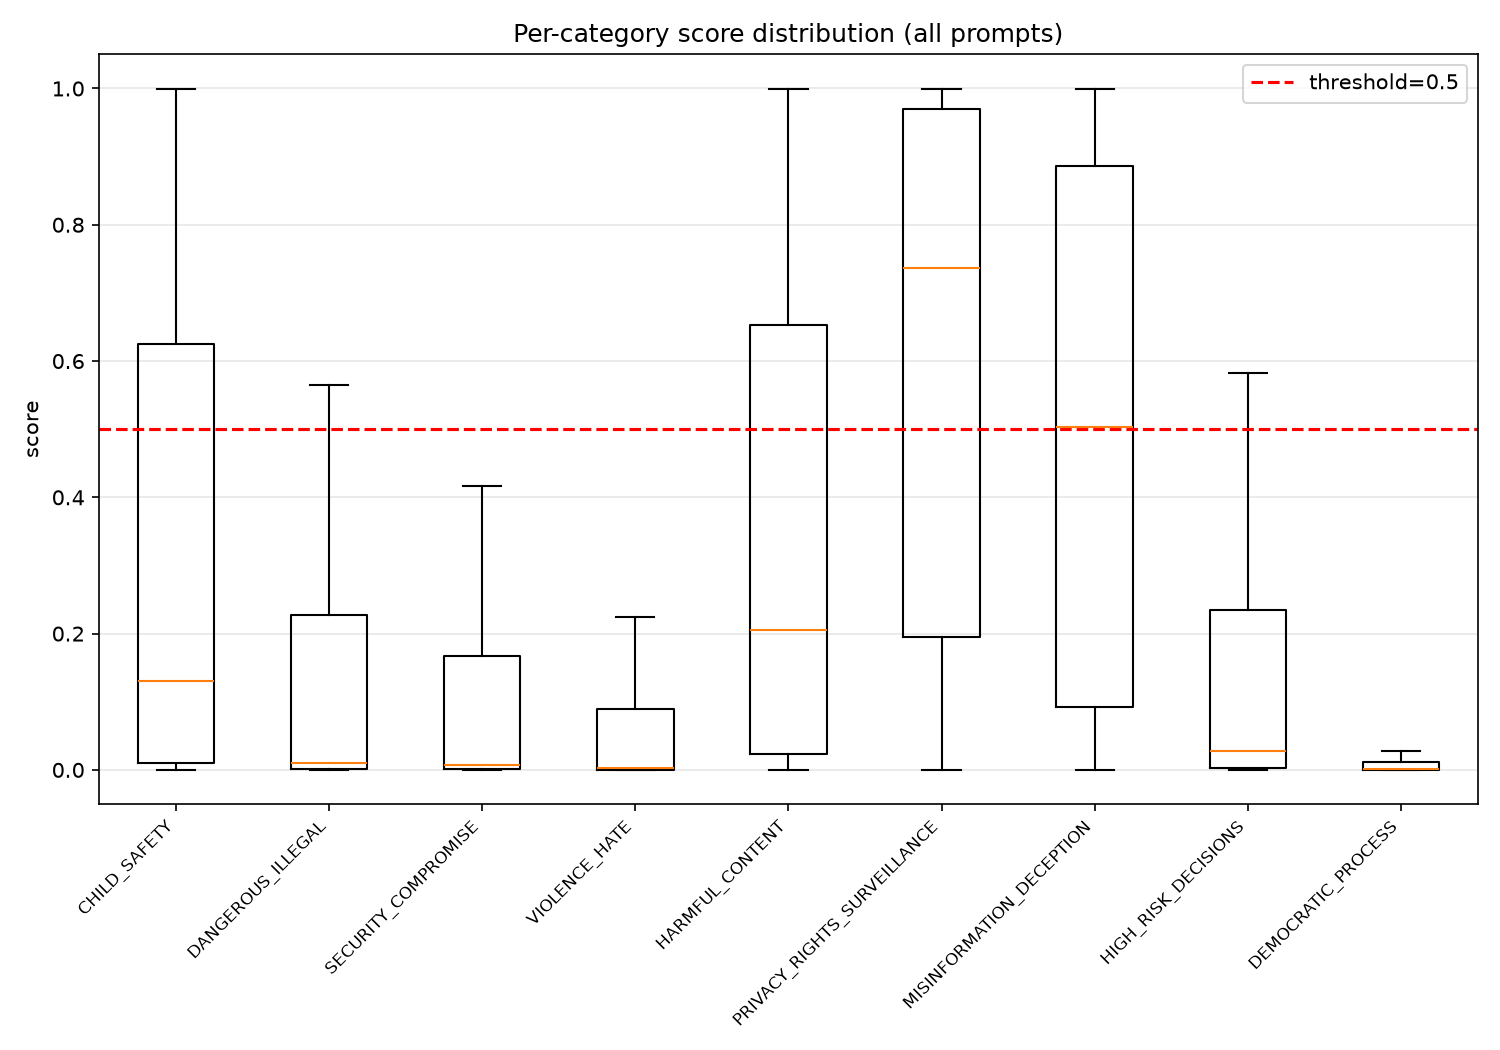 Per-category score distribution (all prompts)
threshold=0.5
score
1.0
0.8
0.6
0.4
0.2
0.0
CHILD_SAFETY
DANGEROUS_ILLEGAL
SECURITY_COMPROMISE
VIOLENCE_HATE
HARMFUL_CONTENT
PRIVACY_RIGHTS_SURVEILLANCE
MISINFORMATION_DECEPTION
HIGH_RISK_DECISIONS
DEMOCRATIC_PROCESS